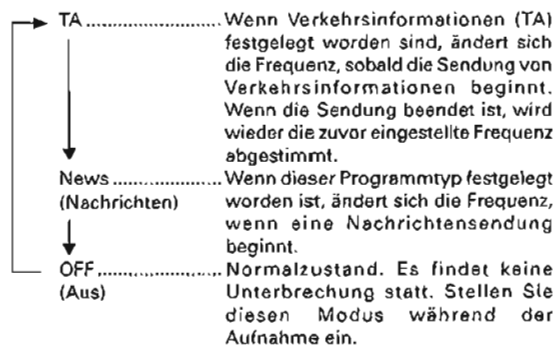 TA ........................ Wenn Verkehrsinformationen (TA)
festgelegt worden sind, ändert sich
die Frequenz, sobald die Sendung von
Verkehrsinformationen beginnt.
Wenn die Sendung beendet ist, wird
wieder die zuvor eingestellte Frequenz
abgestimmt.
News ................... Wenn dieser Programmtyp festgelegt
(Nachrichten) worden ist, ändert sich die Frequenz,
wenn eine Nachrichtensendung
beginnt.
OFF ...................... Normalzustand. Es findet keine
(Aus) Unterbrechung statt. Stellen Sie
diesen Modus während der
Aufnahme ein.